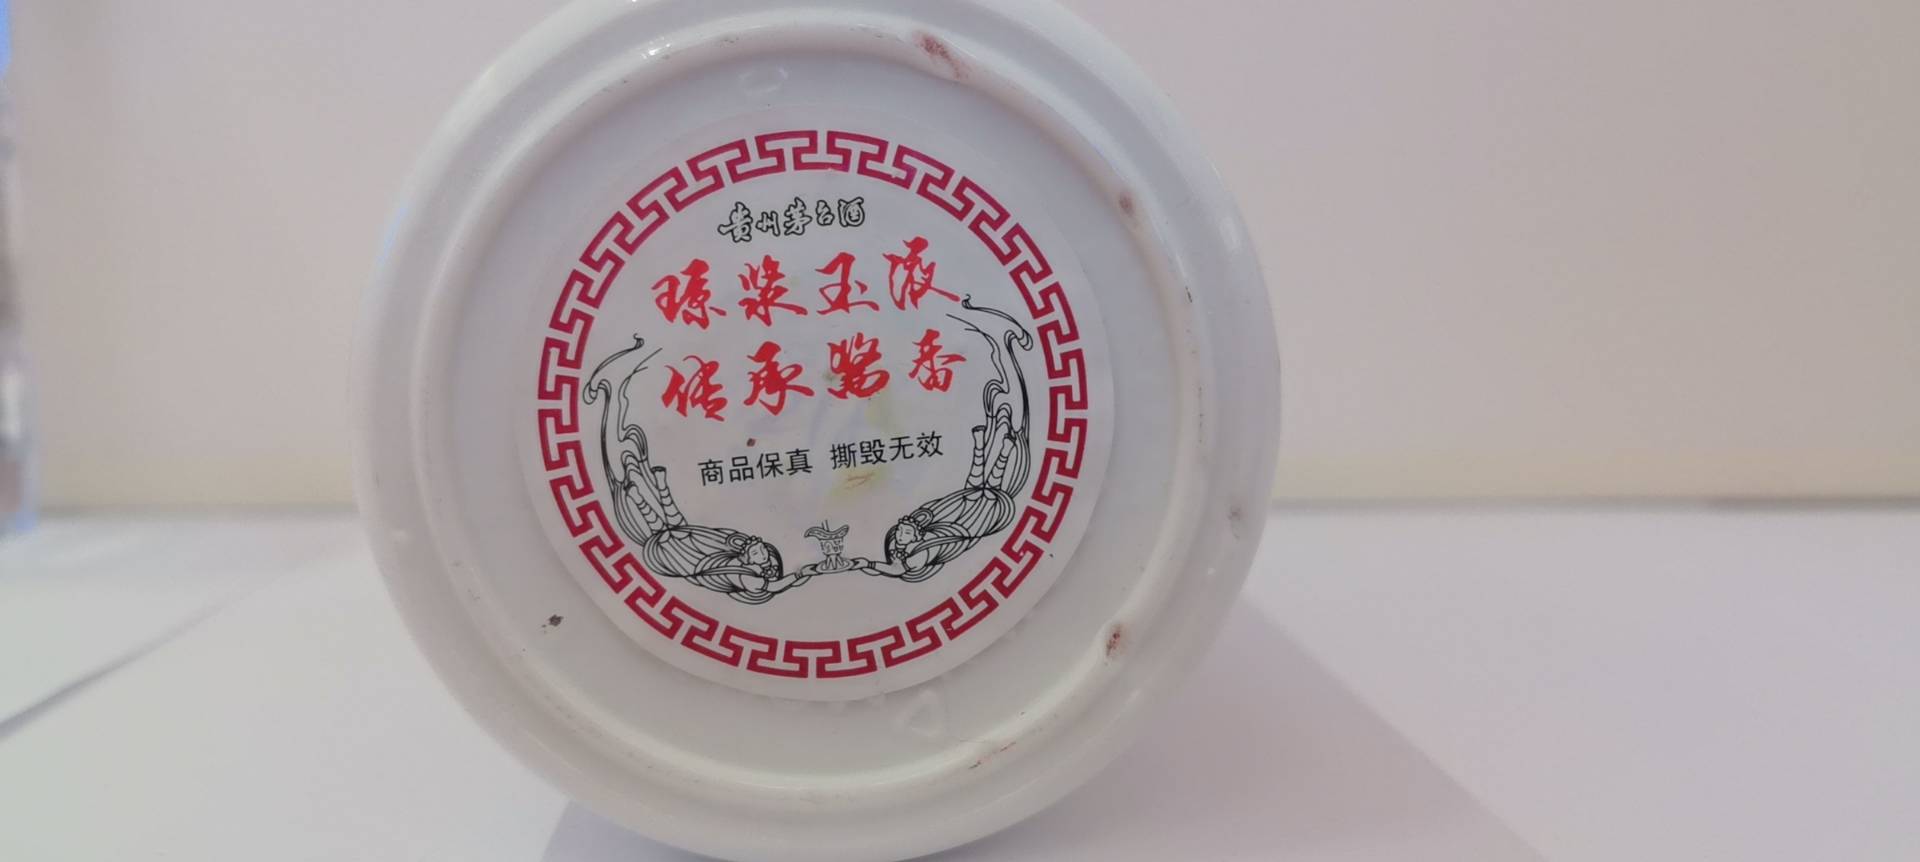 贵州茅台酒
琼浆玉液
传承酱香
商品保真 撕毁无效